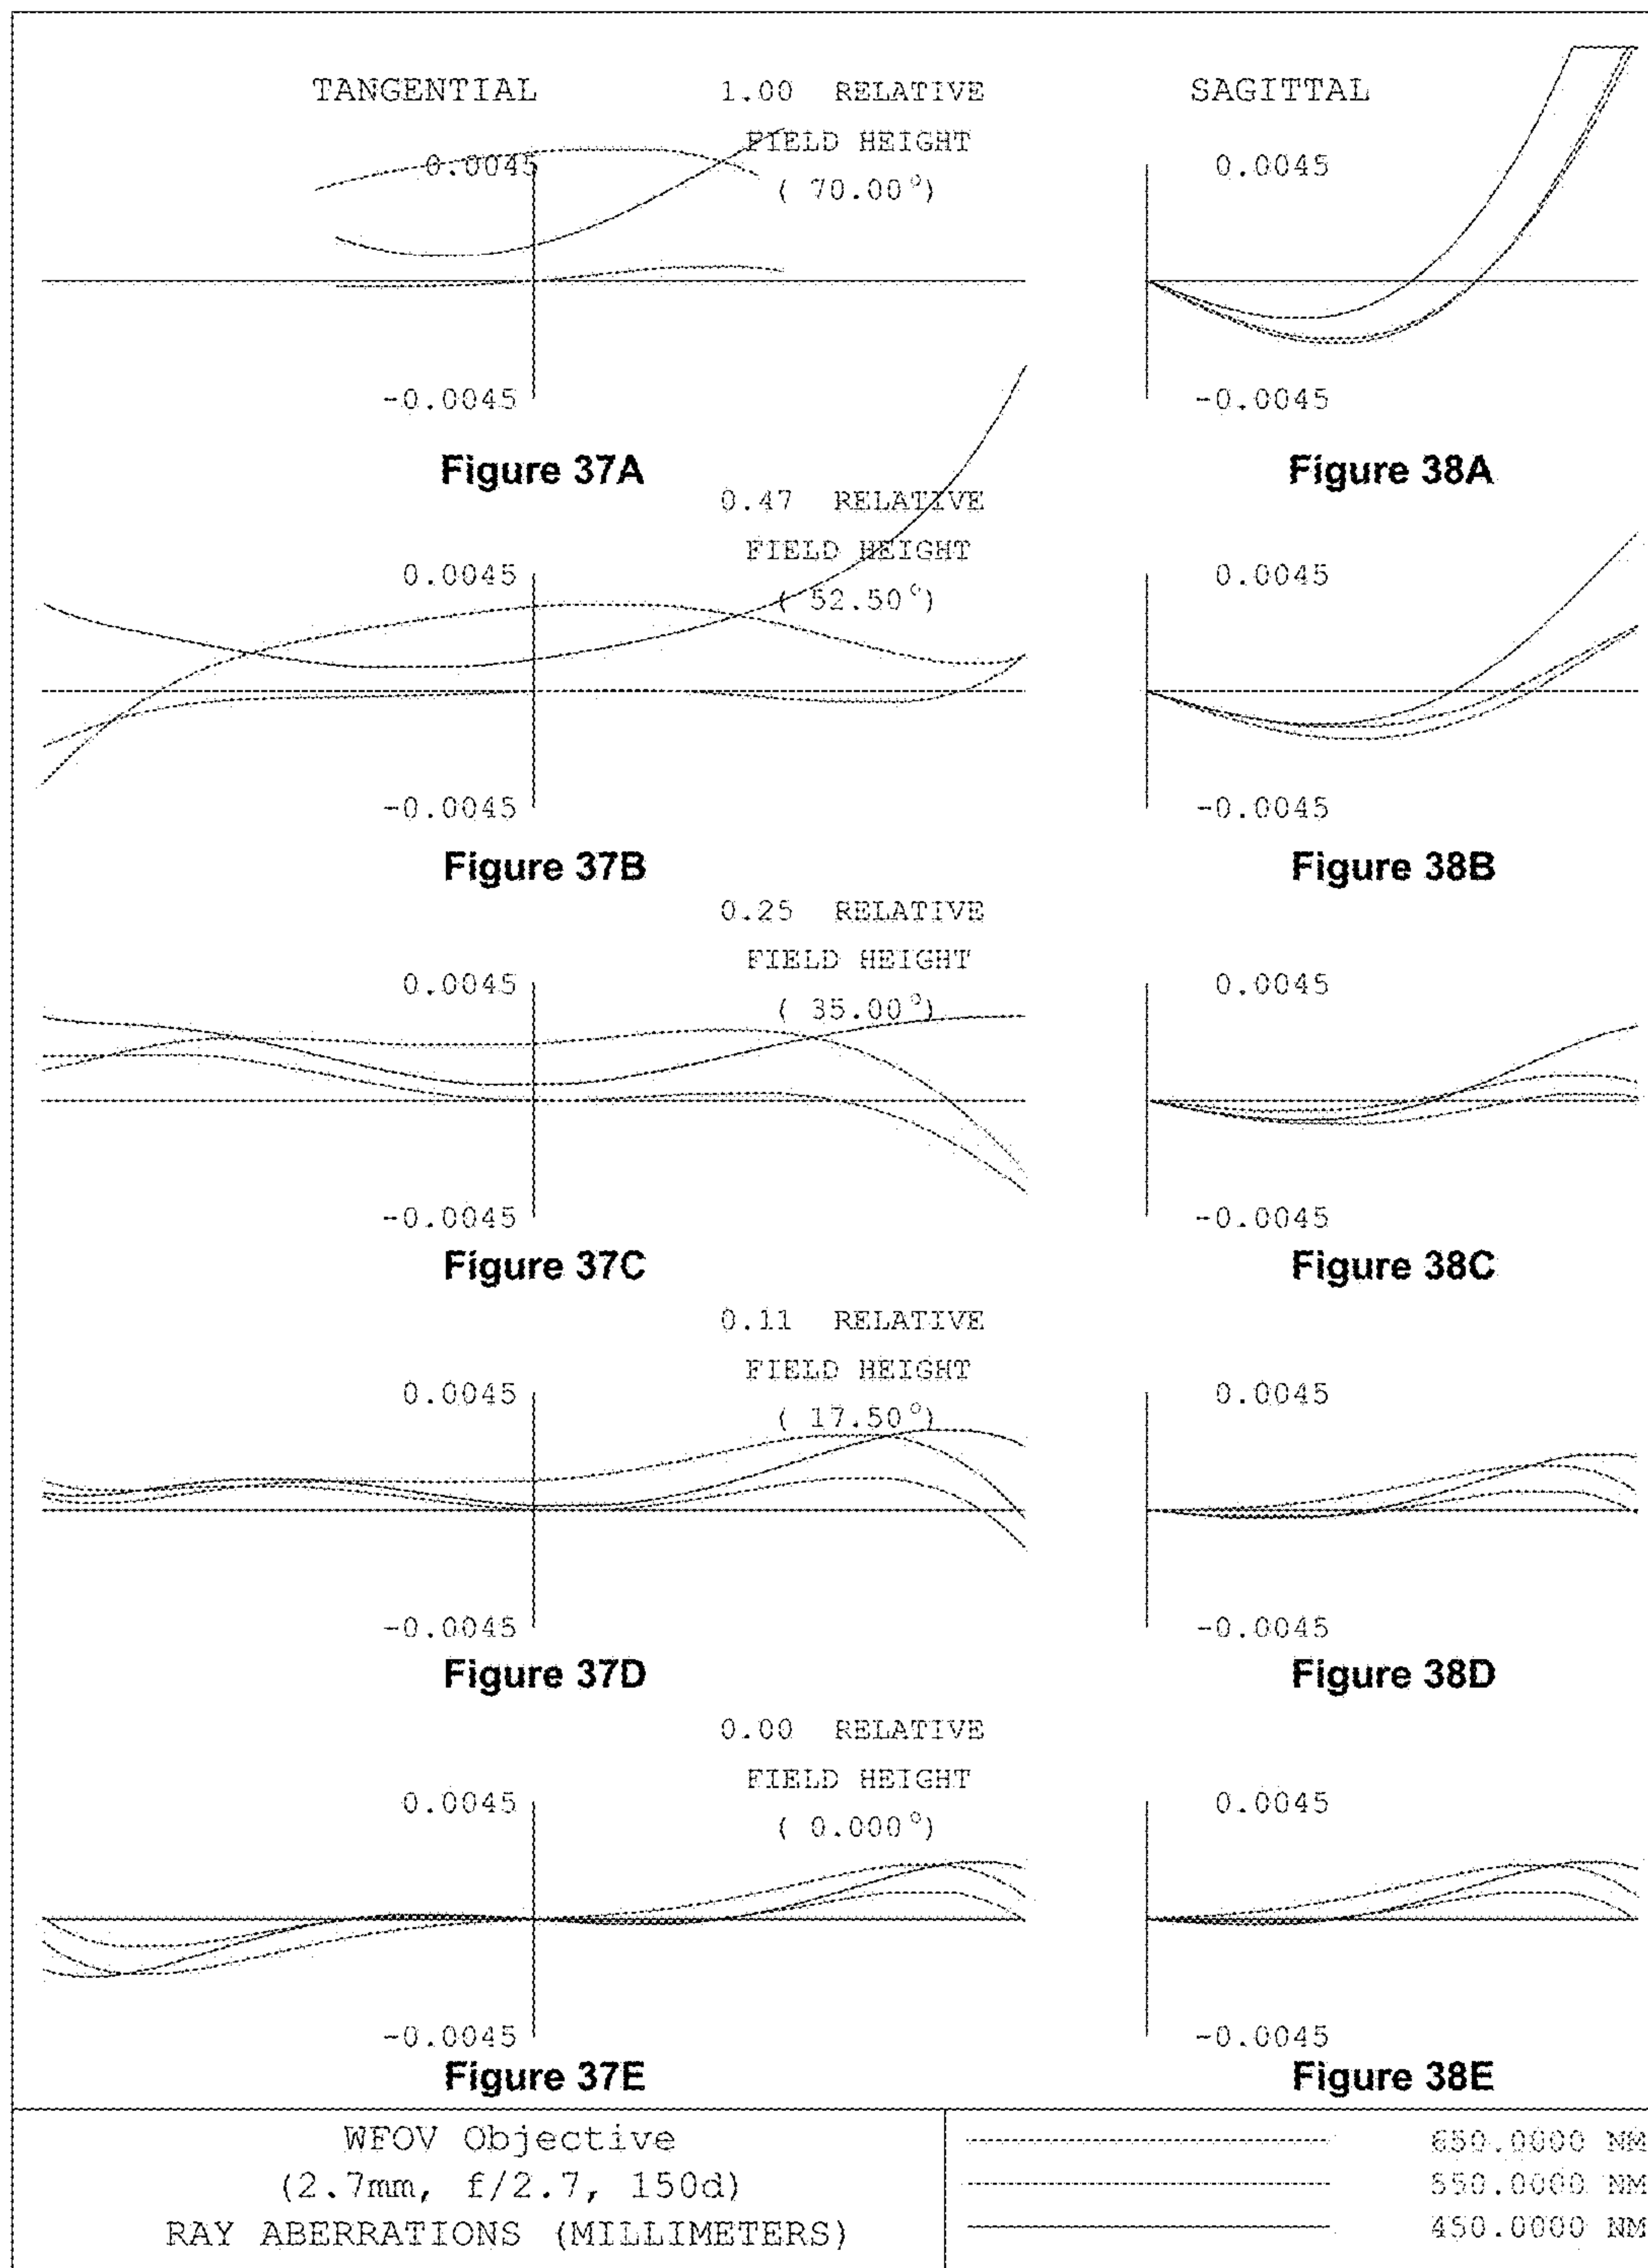 TANGENTIAL 1.00 RELATIVE SAGITTAL
FIELD HEIGHT
0.0045 0.0045
( 70.00°)
-0.0045 -0.0045
Figure 37A Figure 38A
0.47 RELATIVE
FIELD HEIGHT
0.0045 0.0045
( 52.50°)
-0.0045 -0.0045
Figure 37B Figure 38B
0.25 RELATIVE
FIELD HEIGHT
0.0045 0.0045
( 35.00°)
-0.0045 -0.0045
Figure 37C Figure 38C
0.11 RELATIVE
FIELD HEIGHT
0.0045 0.0045
( 17.50°)
-0.0045 -0.0045
Figure 37D Figure 38D
0.00 RELATIVE
FIELD HEIGHT
0.0045 0.0045
( 0.000°)
-0.0045 -0.0045
Figure 37E Figure 38E
WFOV Objective
(2.7mm, f/2.7, 150d)
RAY ABERRATIONS (MILLIMETERS)
650.0000 NM
550.0000 NM
450.0000 NM